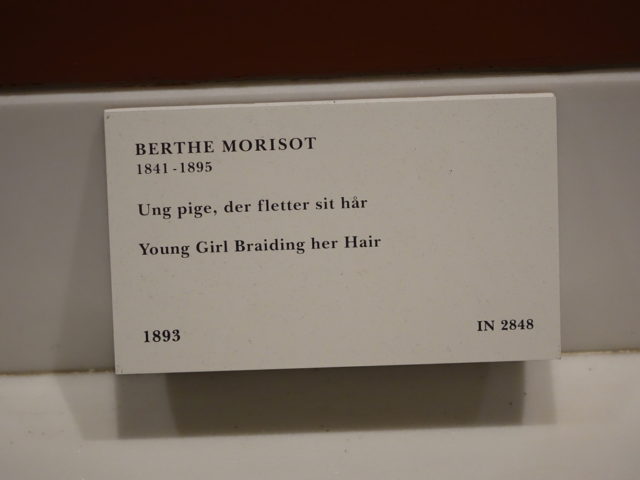 BERTHE MORISOT
1841-1895
Ung pige, der fletter sit hår
Young Girl Braiding her Hair
1893
IN 2848